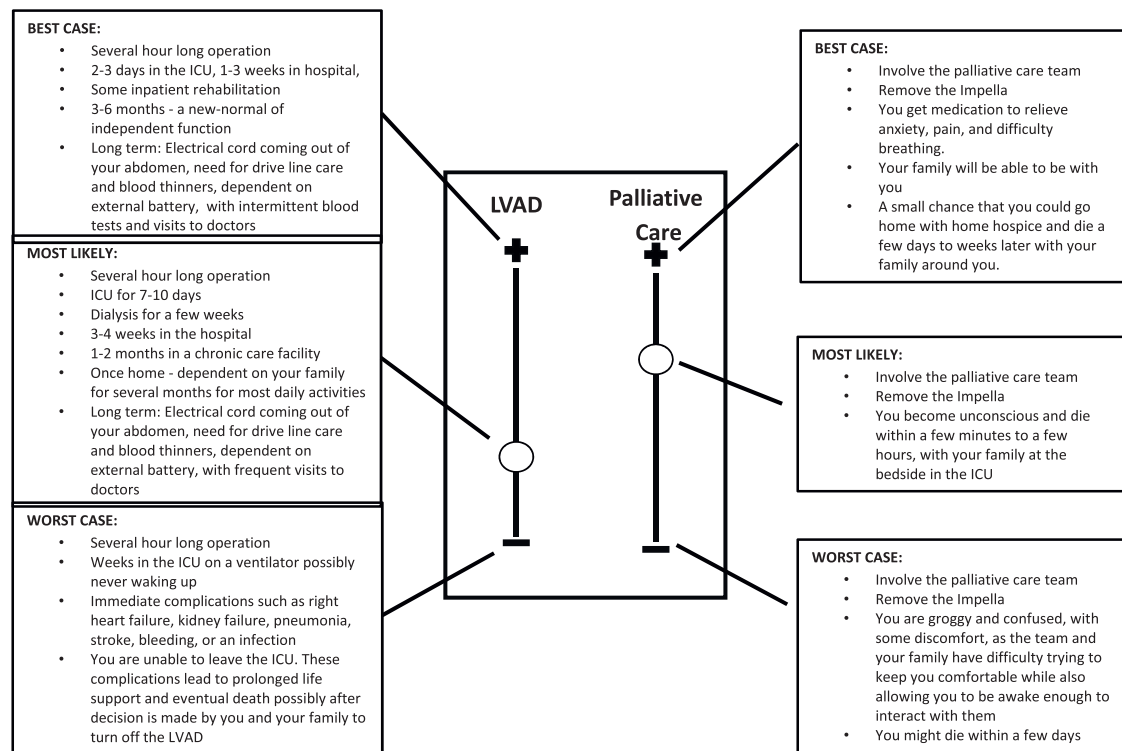 BEST CASE:
• Several hour long operation
• 2-3 days in the ICU, 1-3 weeks in hospital,
• Some inpatient rehabilitation
• 3-6 months - a new-normal of
independent function
• Long term: Electrical cord coming out of
your abdomen, need for drive line care
and blood thinners, dependent on
external battery, with intermittent blood
tests and visits to doctors
MOST LIKELY:
• Several hour long operation
• ICU for 7-10 days
• Dialysis for a few weeks
• 3-4 weeks in the hospital
• 1-2 months in a chronic care facility
• Once home - dependent on your family
for several months for most daily activities
• Long term: Electrical cord coming out of
your abdomen, need for drive line care
and blood thinners, dependent on
external battery, with frequent visits to
doctors
WORST CASE:
• Several hour long operation
• Weeks in the ICU on a ventilator possibly
never waking up
• Immediate complications such as right
heart failure, kidney failure, pneumonia,
stroke, bleeding, or an infection
• You are unable to leave the ICU. These
complications lead to prolonged life
support and eventual death possibly after
decision is made by you and your family to
turn off the LVAD
LVAD
Palliative
Care
BEST CASE:
• Involve the palliative care team
• Remove the Impella
• You get medication to relieve
anxiety, pain, and difficulty
breathing.
• Your family will be able to be with
you
• A small chance that you could go
home with home hospice and die a
few days to weeks later with your
family around you.
MOST LIKELY:
• Involve the palliative care team
• Remove the Impella
• You become unconscious and die
within a few minutes to a few
hours, with your family at the
bedside in the ICU
WORST CASE:
• Involve the palliative care team
• Remove the Impella
• You are groggy and confused, with
some discomfort, as the team and
your family have difficulty trying to
keep you comfortable while also
allowing you to be awake enough to
interact with them
• You might die within a few days